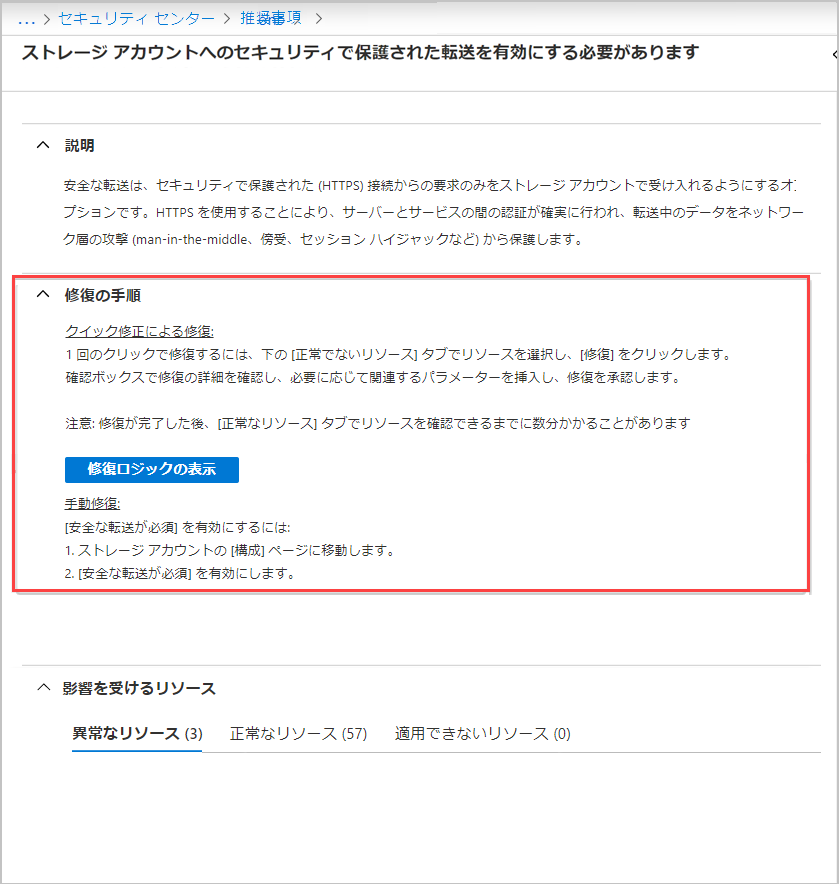 ... > セキュリティ センター > 推奨事項 >
ストレージ アカウントへのセキュリティで保護された転送を有効にする必要があります
説明
安全な転送は、セキュリティで保護された (HTTPS) 接続からの要求のみをストレージ アカウントで受け入れるようにするオ
プションです。HTTPS を使用することにより、サーバーとサービスの間の認証が確実に行われ、転送中のデータをネットワー
ク層の攻撃 (man-in-the-middle、傍受、セッション ハイジャックなど) から保護します。
修復の手順
クイック修正による修復:
1 回のクリックで修復するには、下の [正常でないリソース] タブでリソースを選択し、[修復] をクリックします。
確認ボックスで修復の詳細を確認し、必要に応じて関連するパラメーターを挿入し、修復を承認します。
注意: 修復が完了した後、[正常なリソース] タブでリソースを確認できるまでに数分かかることがあります
修復ロジックの表示
手動修復:
[安全な転送が必須] を有効にするには:
1. ストレージ アカウントの [構成] ページに移動します。
2. [安全な転送が必須] を有効にします。
影響を受けるリソース
異常なリソース (3) 正常なリソース (57) 適用できないリソース (0)